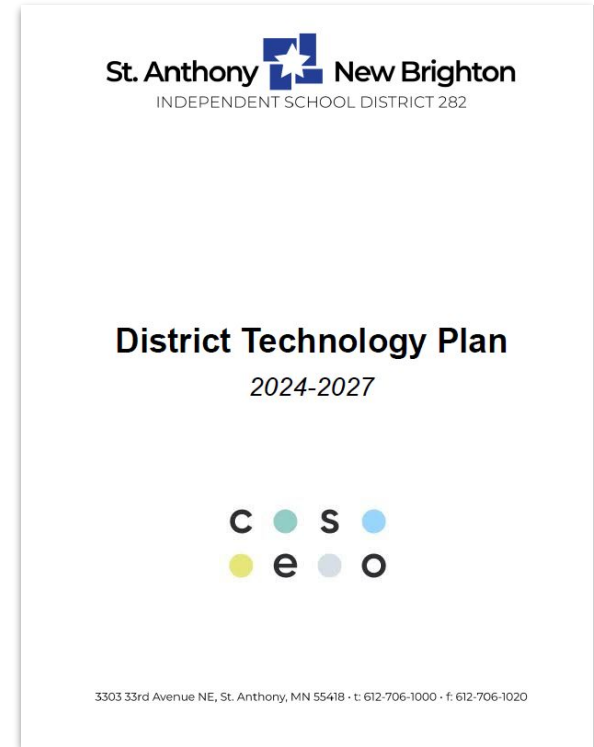 St. Anthony New Brighton
INDEPENDENT SCHOOL DISTRICT 282
District Technology Plan
2024-2027
c s
e o
3303 33rd Avenue NE, St. Anthony, MN 55418 • t: 612-706-1000 • f: 612-706-1020